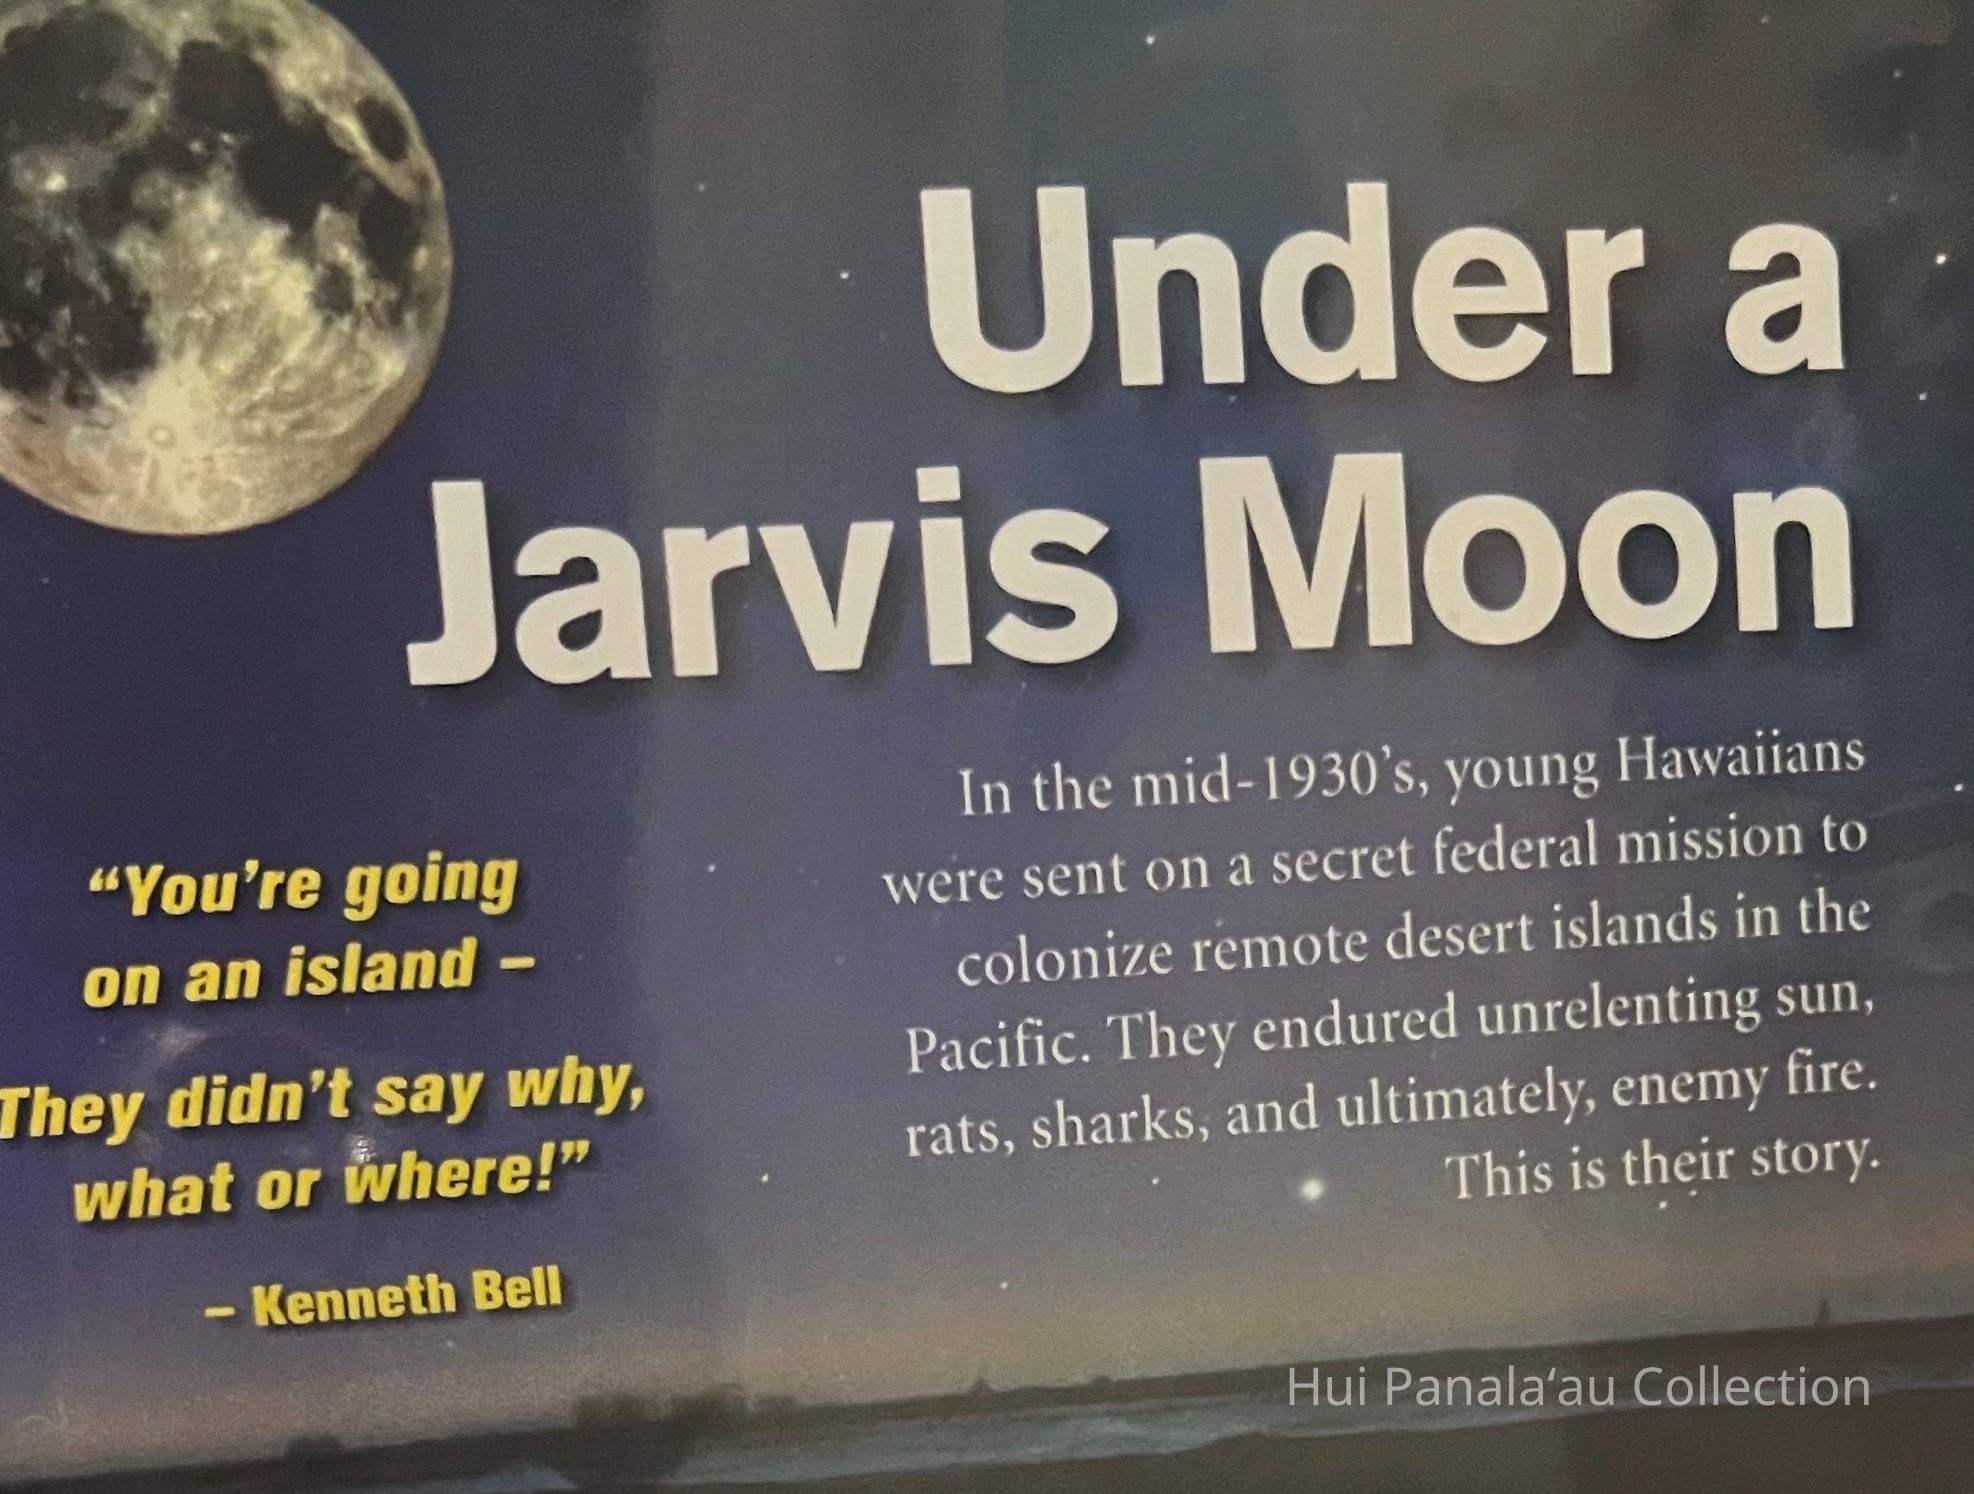 Under a
Jarvis Moon
In the mid-1930’s, young Hawaiians
were sent on a secret federal mission to
colonize remote desert islands in the
Pacific. They endured unrelenting sun,
rats, sharks, and ultimately, enemy fire.
This is their story.
“You’re going
on an island –
They didn’t say why,
what or where!”
– Kenneth Bell
Hui Panalaʻau Collection